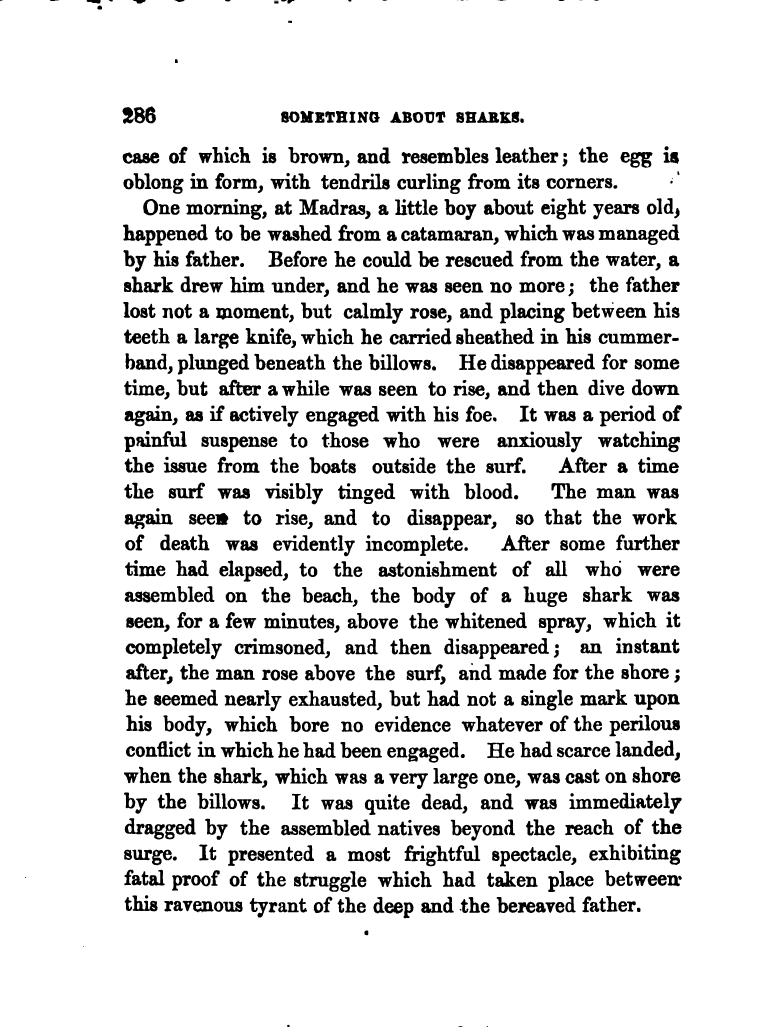 286 SOMETHING ABOUT SHARKS.
case of which is brown, and resembles leather; the egg is
oblong in form, with tendrils curling from its corners.
One morning, at Madras, a little boy about eight years old,
happened to be washed from a catamaran, which was managed
by his father. Before he could be rescued from the water, a
shark drew him under, and he was seen no more; the father
lost not a moment, but calmly rose, and placing between his
teeth a large knife, which he carried sheathed in his cummer-
band, plunged beneath the billows. He disappeared for some
time, but after a while was seen to rise, and then dive down
again, as if actively engaged with his foe. It was a period of
painful suspense to those who were anxiously watching
the issue from the boats outside the surf. After a time
the surf was visibly tinged with blood. The man was
again seen to rise, and to disappear, so that the work
of death was evidently incomplete. After some further
time had elapsed, to the astonishment of all who were
assembled on the beach, the body of a huge shark was
seen, for a few minutes, above the whitened spray, which it
completely crimsoned, and then disappeared; an instant
after, the man rose above the surf, and made for the shore;
he seemed nearly exhausted, but had not a single mark upon
his body, which bore no evidence whatever of the perilous
conflict in which he had been engaged. He had scarce landed,
when the shark, which was a very large one, was cast on shore
by the billows. It was quite dead, and was immediately
dragged by the assembled natives beyond the reach of the
surge. It presented a most frightful spectacle, exhibiting
fatal proof of the struggle which had taken place between
this ravenous tyrant of the deep and the bereaved father.